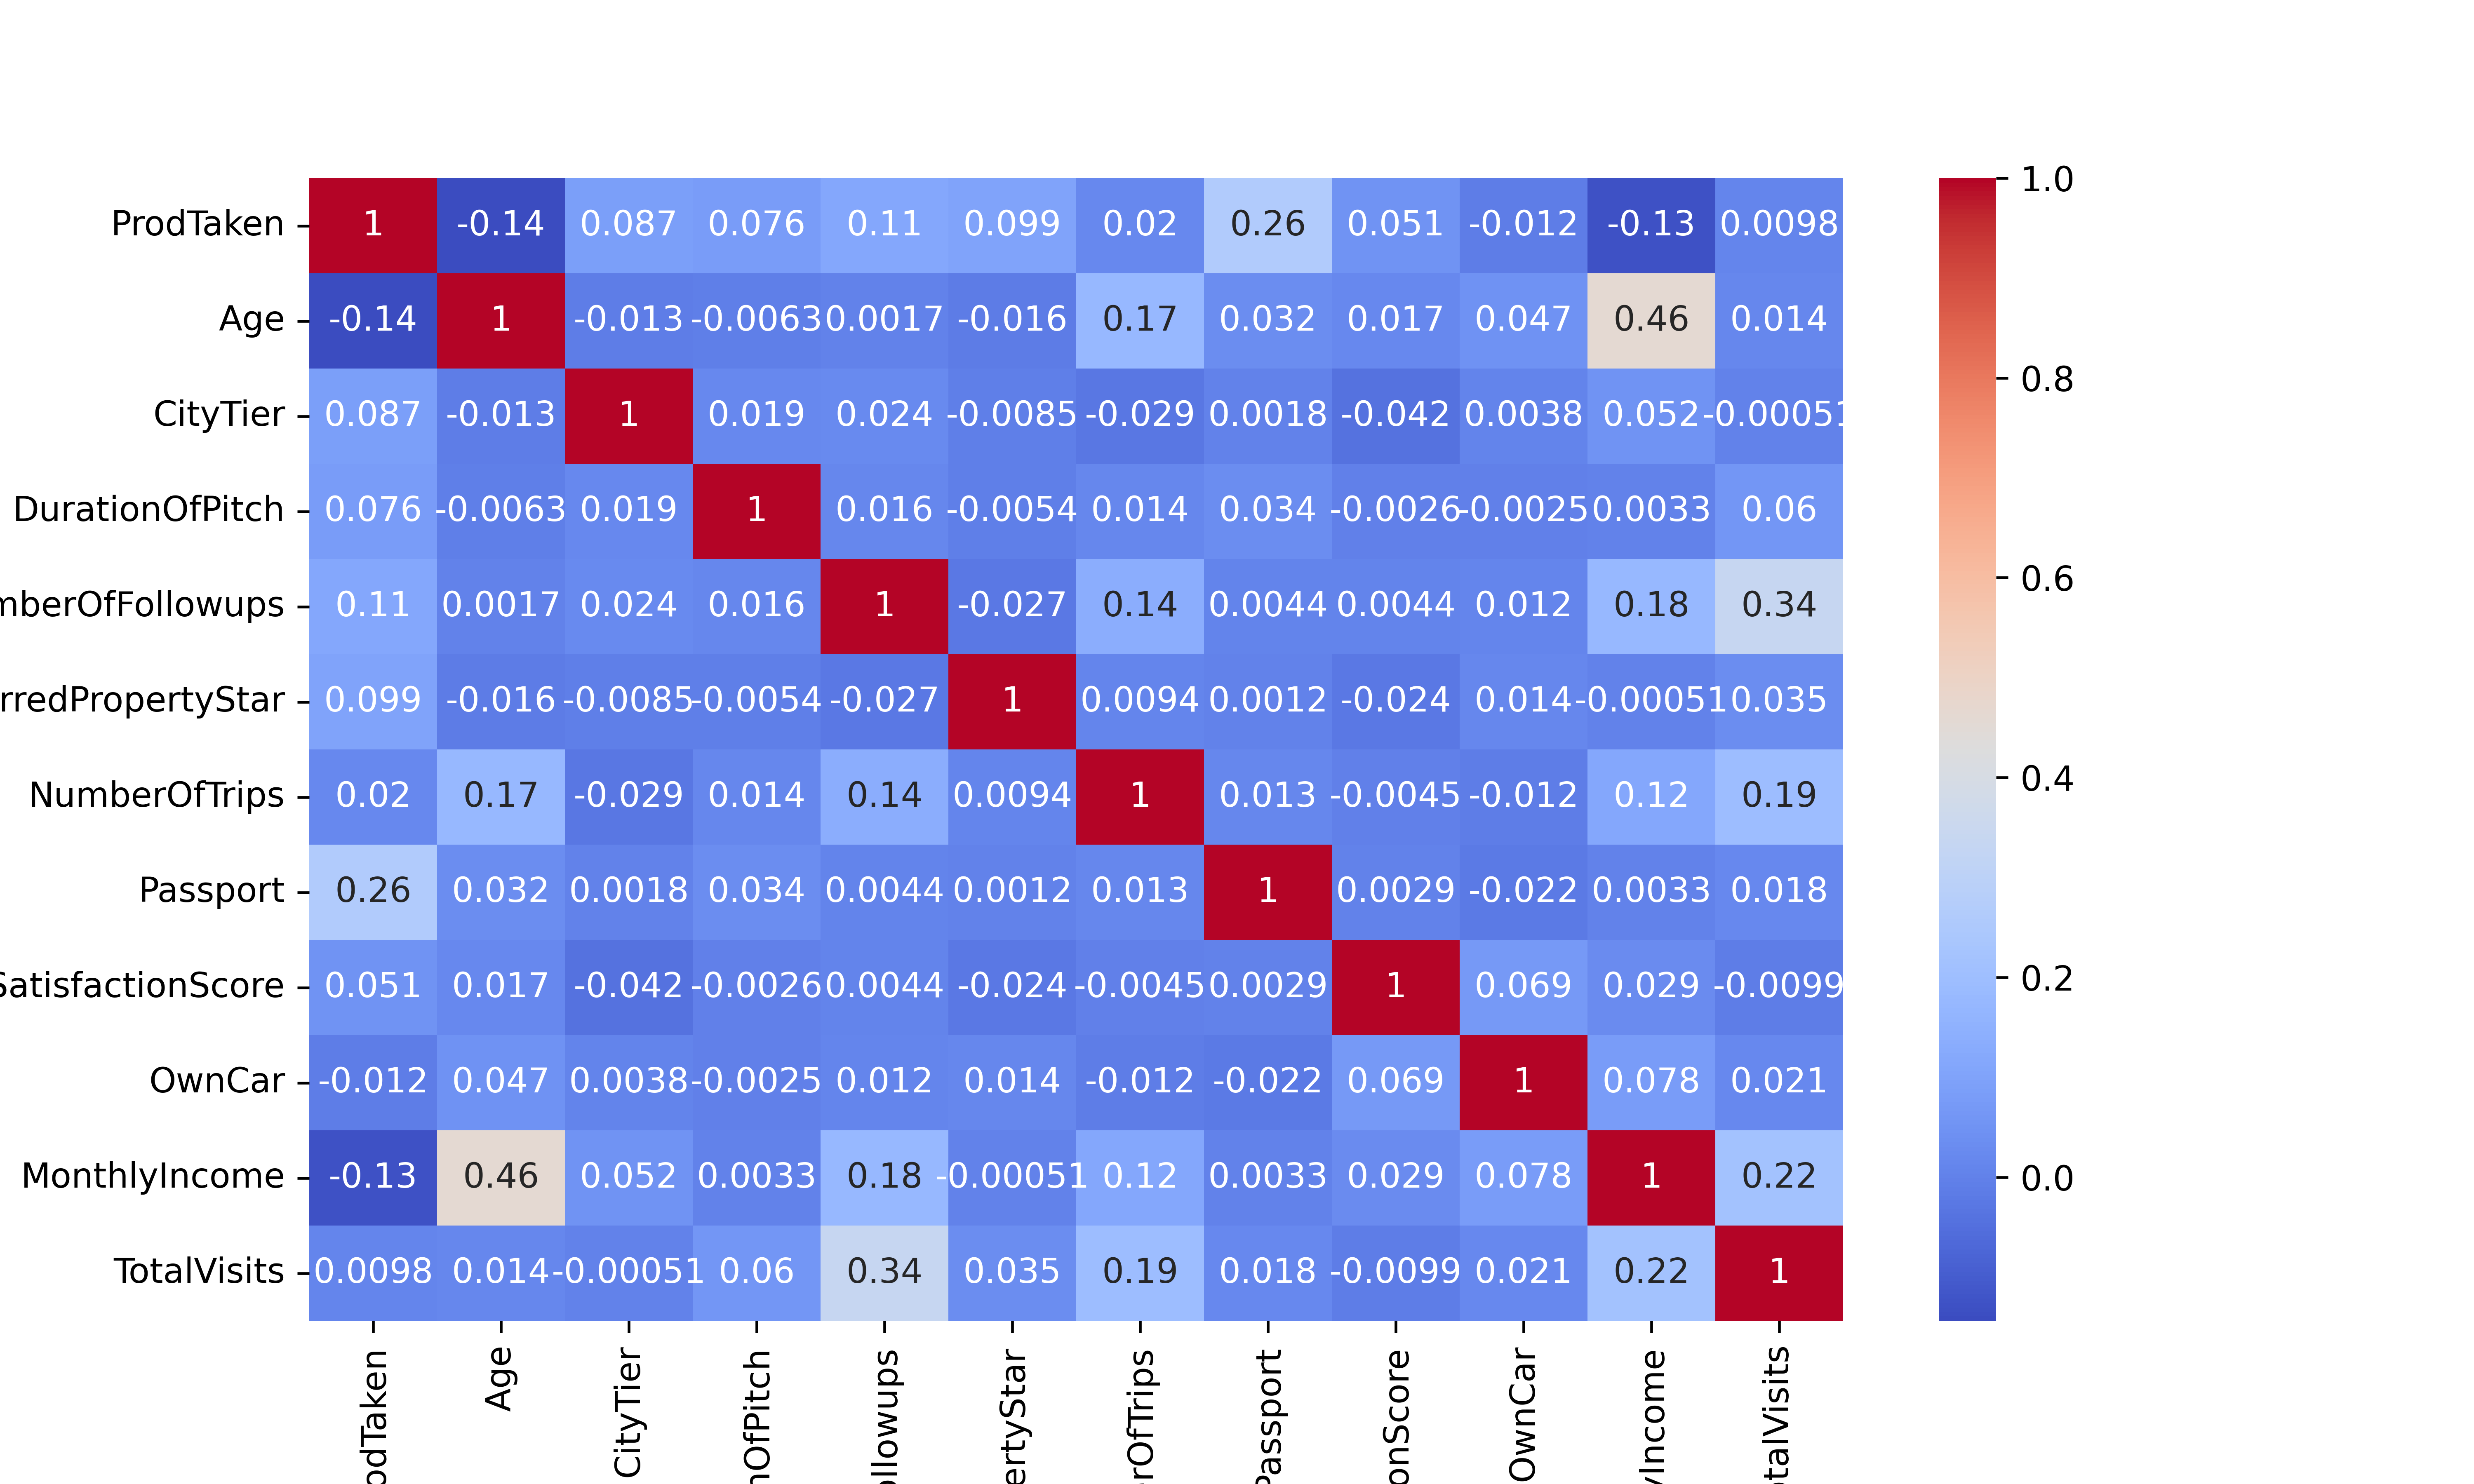 ProdTaken 1 -0.14 0.087 0.076 0.11 0.099 0.02 0.26 0.051 -0.012 -0.13 0.0098 1.0
Age -0.14 1 -0.013 -0.0063 0.0017 -0.016 0.17 0.032 0.017 0.047 0.46 0.014
0.8
CityTier 0.087 -0.013 1 0.019 0.024 -0.0085 -0.029 0.0018 -0.042 0.0038 0.052 -0.00051
DurationOfPitch 0.076 -0.0063 0.019 1 0.016 -0.0054 0.014 0.034 -0.0026 -0.0025 0.0033 0.06
0.6
mberOfFollowups 0.11 0.0017 0.024 0.016 1 -0.027 0.14 0.0044 0.0044 0.012 0.18 0.34
rredPropertyStar 0.099 -0.016 -0.0085 -0.0054 -0.027 1 0.0094 0.0012 -0.024 0.014 -0.00051 0.035
0.4
NumberOfTrips 0.02 0.17 -0.029 0.014 0.14 0.0094 1 0.013 -0.0045 -0.012 0.12 0.19
Passport 0.26 0.032 0.0018 0.034 0.0044 0.0012 0.013 1 0.0029 -0.022 0.0033 0.018
0.2
SatisfactionScore 0.051 0.017 -0.042 -0.0026 0.0044 -0.024 -0.0045 0.0029 1 0.069 0.029 -0.0099
OwnCar -0.012 0.047 0.0038 -0.0025 0.012 0.014 -0.012 -0.022 0.069 1 0.078 0.021
MonthlyIncome -0.13 0.46 0.052 0.0033 0.18 -0.00051 0.12 0.0033 0.029 0.078 1 0.22
0.0
TotalVisits 0.0098 0.014 -0.00051 0.06 0.34 0.035 0.19 0.018 -0.0099 0.021 0.22 1
odTaken
Age
CityTier
nOfPitch
ollowups
ertyStar
rOfTrips
Passport
onScore
OwnCar
yIncome
otalVisits